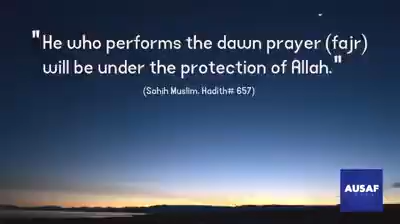 "He who performs the dawn prayer (fajr)
will be under the protection of Allah."
(Sahih Muslim, Hadith# 657)
AUSAF